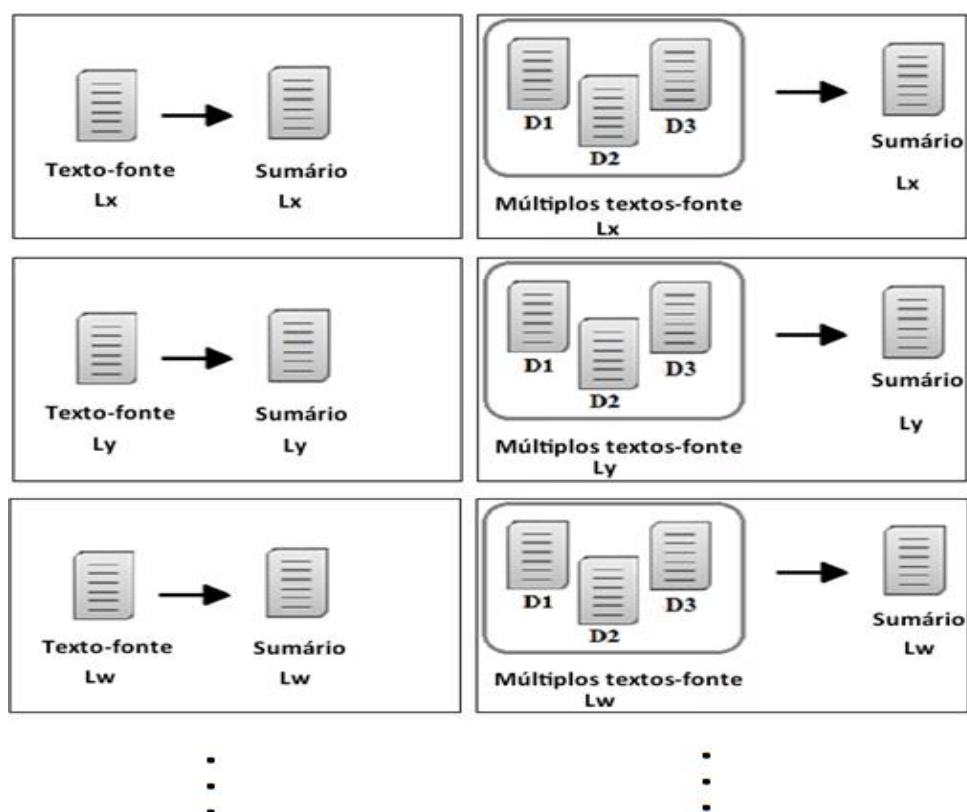 Texto-fonte
Lx
Sumário
Lx
D1
D2
D3
Múltiplos textos-fonte
Lx
Sumário
Lx
Texto-fonte
Ly
Sumário
Ly
D1
D2
D3
Múltiplos textos-fonte
Ly
Sumário
Ly
Texto-fonte
Lw
Sumário
Lw
D1
D2
D3
Múltiplos textos-fonte
Lw
Sumário
Lw